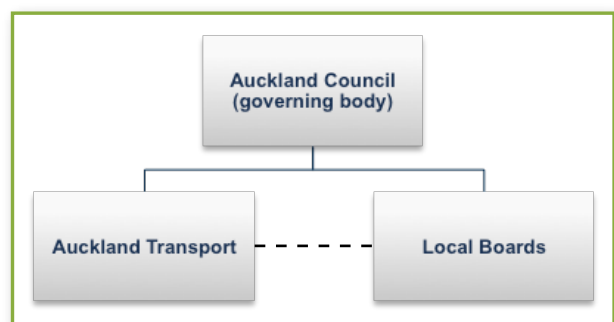 Auckland Council
(governing body)
Auckland Transport
Local Boards